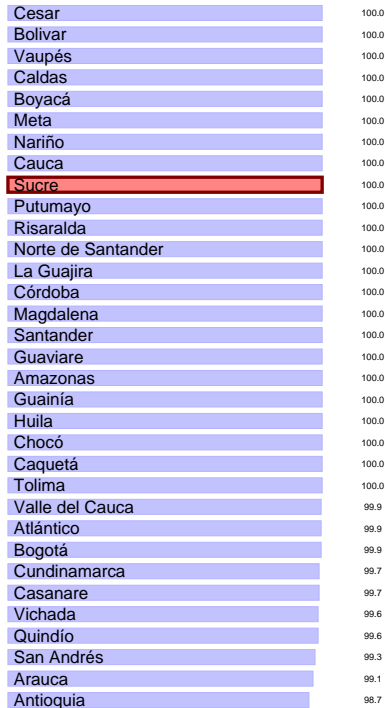 Cesar 100.0
Bolivar 100.0
Vaupés 100.0
Caldas 100.0
Boyacá 100.0
Meta 100.0
Nariño 100.0
Cauca 100.0
Sucre 100.0
Putumayo 100.0
Risaralda 100.0
Norte de Santander 100.0
La Guajira 100.0
Córdoba 100.0
Magdalena 100.0
Santander 100.0
Guaviare 100.0
Amazonas 100.0
Guainía 100.0
Huila 100.0
Chocó 100.0
Caquetá 100.0
Tolima 100.0
Valle del Cauca 99.9
Atlántico 99.9
Bogotá 99.9
Cundinamarca 99.7
Casanare 99.7
Vichada 99.6
Quindío 99.6
San Andrés 99.3
Arauca 99.1
Antioquia 98.7